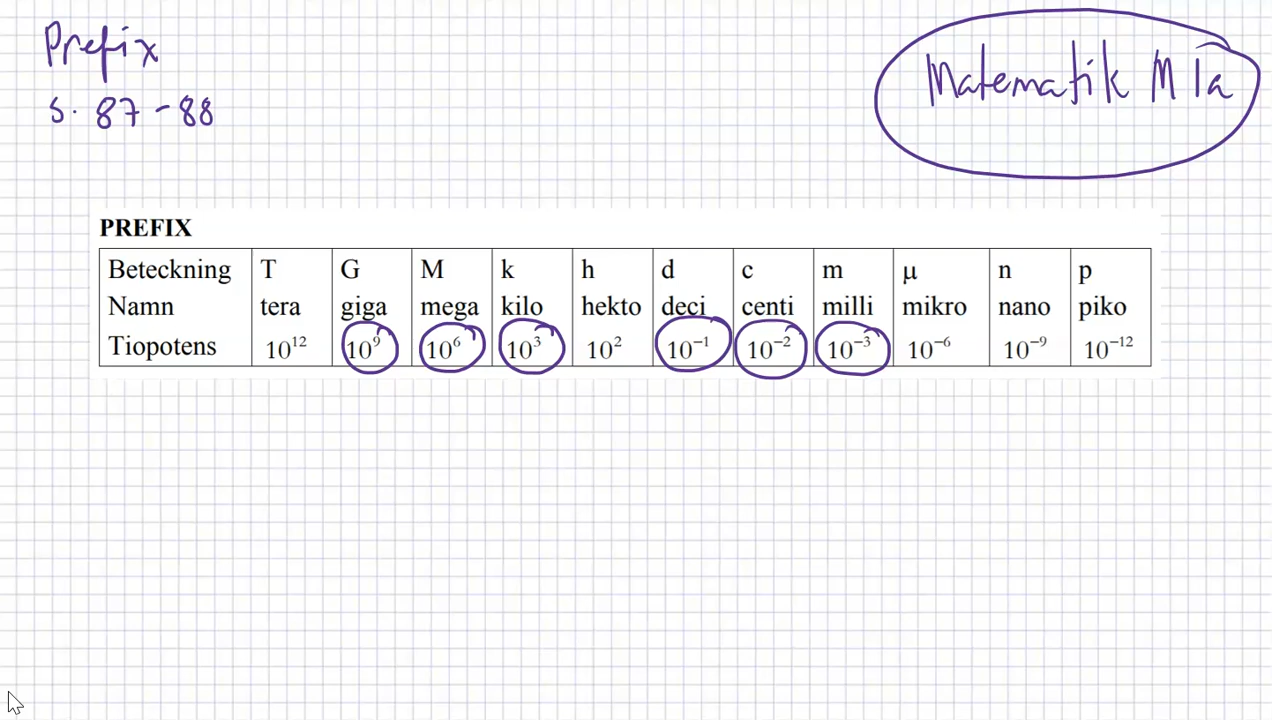 Prefix
s. 87-88
Matematik M 1a
PREFIX
Beteckning T G M k h d c m μ n p
Namn tera giga mega kilo hekto deci centi milli mikro nano piko
Tiopotens 10¹² 10⁹ 10⁶ 10³ 10² 10⁻¹ 10⁻² 10⁻³ 10⁻⁶ 10⁻⁹ 10⁻¹²